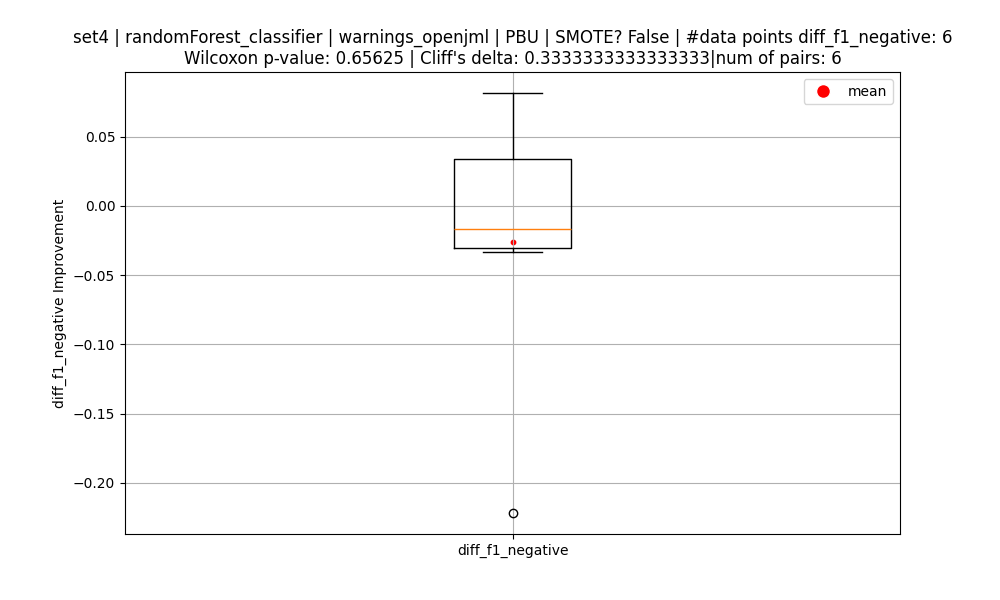 set4 | randomForest_classifier | warnings_openjml | PBU | SMOTE? False | #data points diff_f1_negative: 6
Wilcoxon p-value: 0.65625 | Cliff's delta: 0.3333333333333333|num of pairs: 6
mean
0.05
0.00
−0.05
−0.10
−0.15
−0.20
diff_f1_negative Improvement
diff_f1_negative